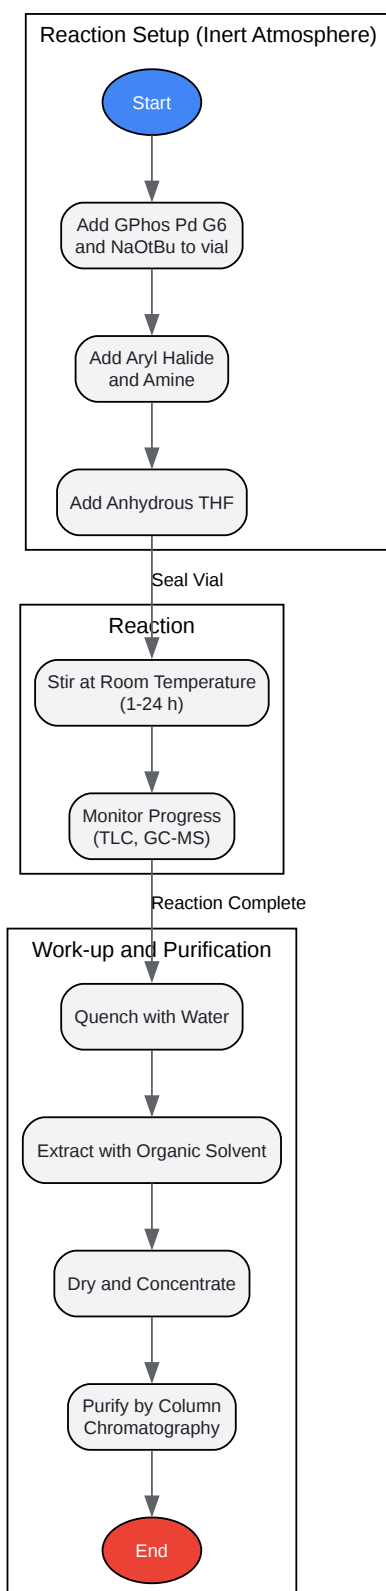 Reaction Setup (Inert Atmosphere)
Start
Add GPhos Pd G6
and NaOtBu to vial
Add Aryl Halide
and Amine
Add Anhydrous THF
Seal Vial
Reaction
Stir at Room Temperature
(1-24 h)
Monitor Progress
(TLC, GC-MS)
Reaction Complete
Work-up and Purification
Quench with Water
Extract with Organic Solvent
Dry and Concentrate
Purify by Column
Chromatography
End